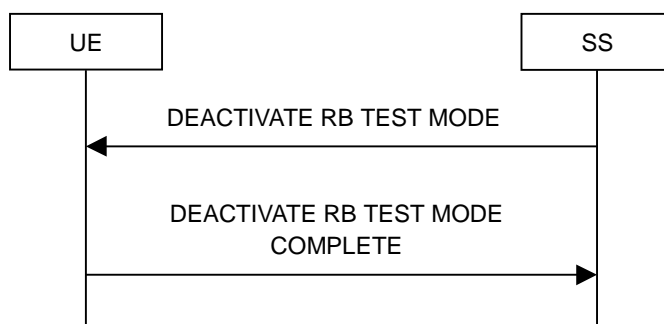 UE
SS
DEACTIVATE RB TEST MODE
DEACTIVATE RB TEST MODE
COMPLETE